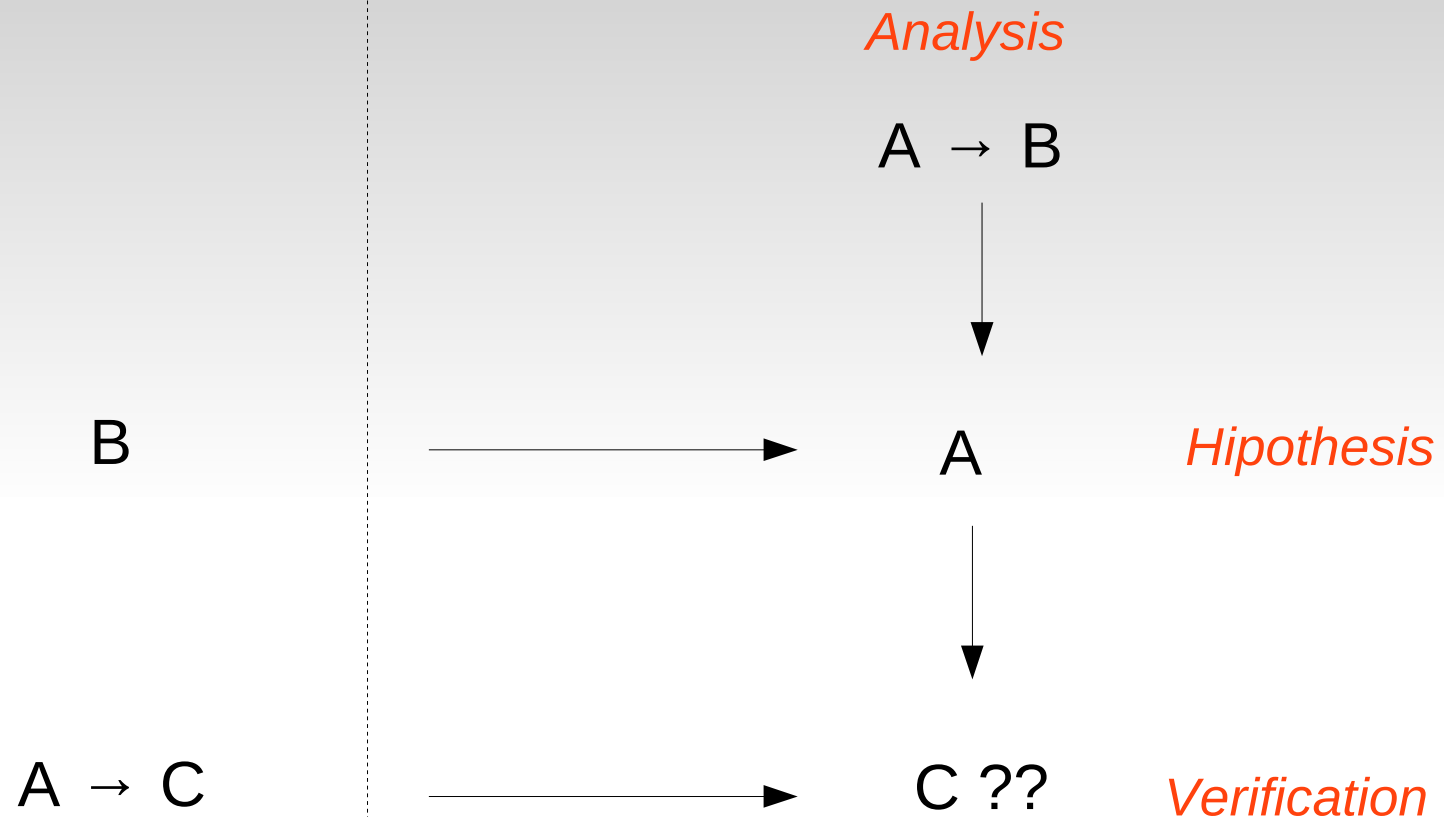 Analysis
A → B
B
A
Hipothesis
A → C
C ??
Verification